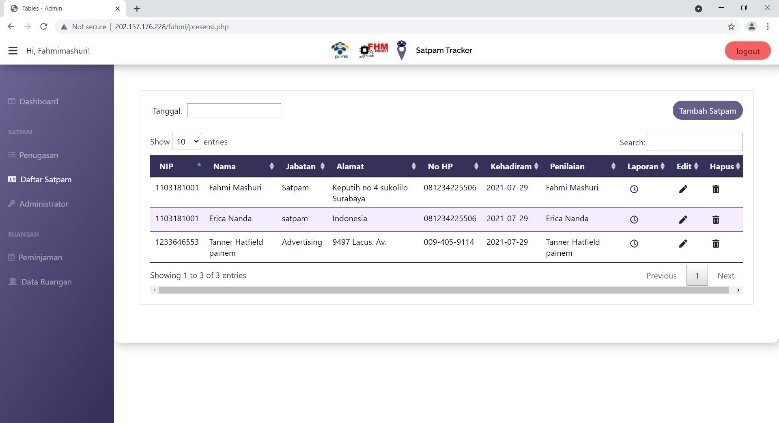 Tables - Admin
Not secure | 202.157.176.228/fahmi/presensi.php
Hi, Fahmimashuri!
Satpam Tracker
logout
Dashboard
SATPAM
Penugasan
Daftar Satpam
Administrator
RUANGAN
Peminjaman
Data Ruangan
Tanggal:
Tambah Satpam
Show 10 entries
Search:
NIP Nama Jabatan Alamat No HP Kehadiran Penilaian Laporan Edit Hapus
1103181001 Fahmi Mashuri Satpam Keputih no 4 sukolilo 081234225506 2021-07-29 Fahmi Mashuri
Surabaya
1103181001 Erica Nanda satpam Indonesia 081234225506 2021-07-29 Erica Nanda
1233646553 Tanner Hatfield Advertising 9497 Lacus. Av. 009-405-9114 2021-07-29 Tanner Hatfield
painem painem
Showing 1 to 3 of 3 entries
Previous 1 Next